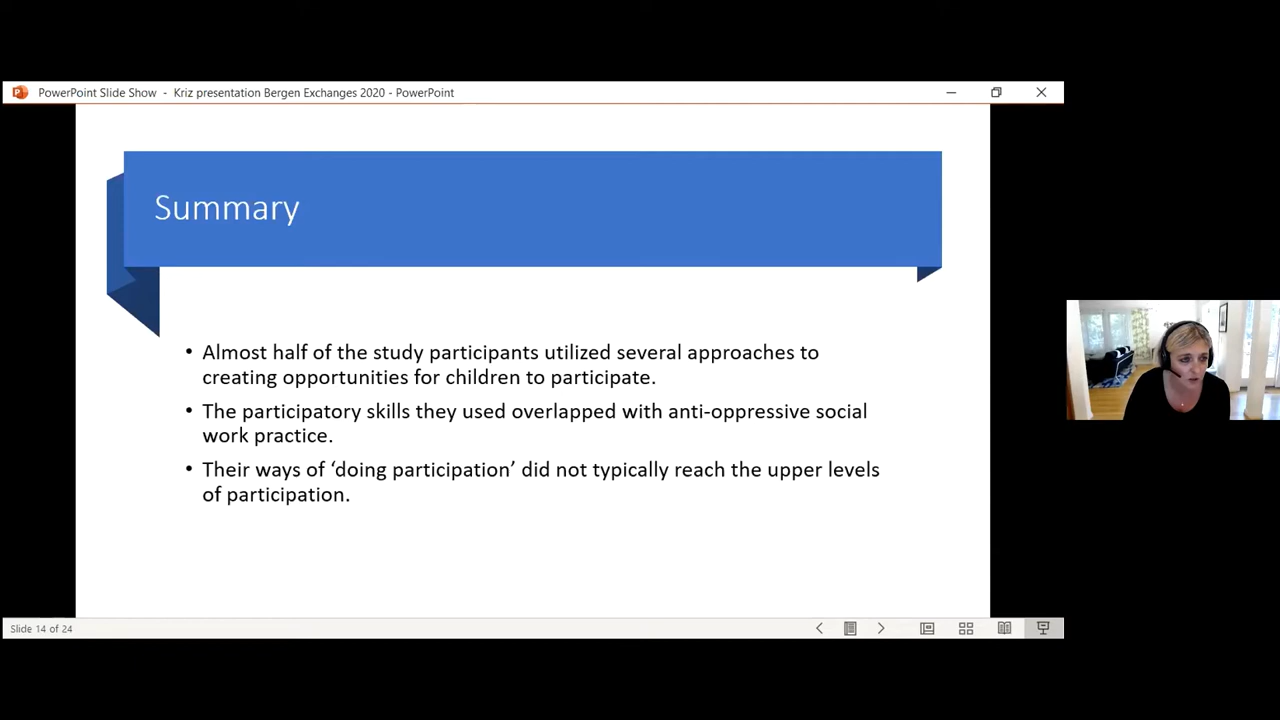 PowerPoint Slide Show - Kriz presentation Bergen Exchanges 2020 - PowerPoint
Summary
• Almost half of the study participants utilized several approaches to
creating opportunities for children to participate.
• The participatory skills they used overlapped with anti-oppressive social
work practice.
• Their ways of ‘doing participation’ did not typically reach the upper levels
of participation.
Slide 14 of 24